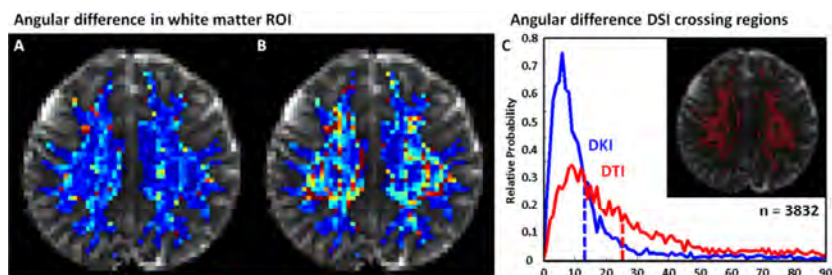 Angular difference in white matter ROI
Angular difference DSI crossing regions
A
B
C
0.8
0.7
0.6
0.5
0.4
0.3
0.2
0.1
0
Relative Probability
DKI
DTI
n = 3832
0 10 20 30 40 50 60 70 80 90